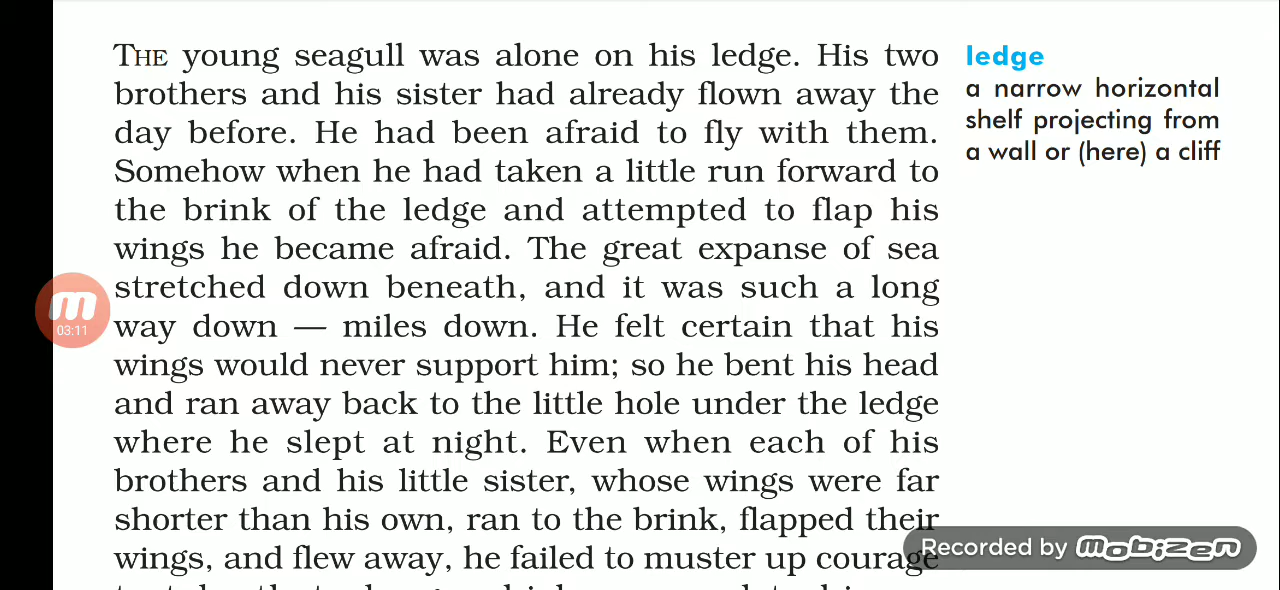 THE young seagull was alone on his ledge. His two
brothers and his sister had already flown away the
day before. He had been afraid to fly with them.
Somehow when he had taken a little run forward to
the brink of the ledge and attempted to flap his
wings he became afraid. The great expanse of sea
stretched down beneath, and it was such a long
way down — miles down. He felt certain that his
wings would never support him; so he bent his head
and ran away back to the little hole under the ledge
where he slept at night. Even when each of his
brothers and his little sister, whose wings were far
shorter than his own, ran to the brink, flapped their
wings, and flew away, he failed to muster up courage
ledge
a narrow horizontal
shelf projecting from
a wall or (here) a cliff
m
03:11
Recorded by mobizen